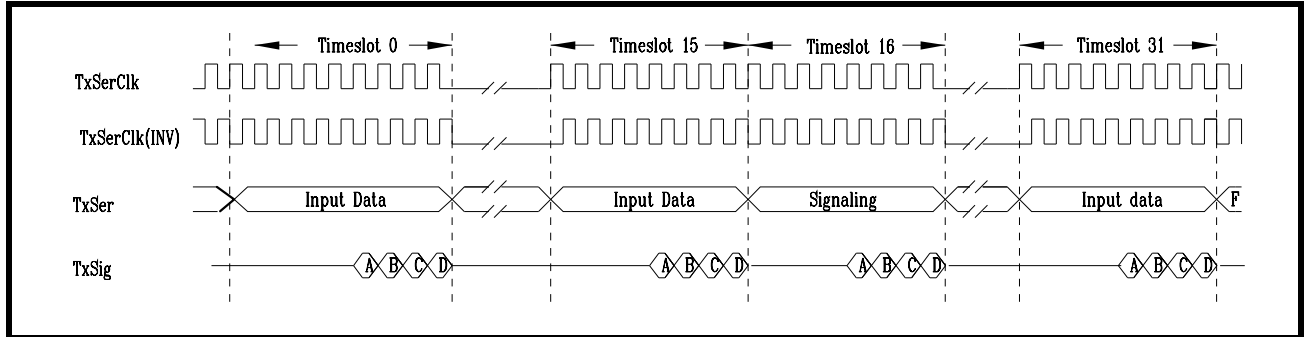 Timeslot 0 Timeslot 15 Timeslot 16 Timeslot 31
TxSerClk
TxSerClk(INV)
TxSer Input Data Input Data Signaling Input data F
TxSig A B C D A B C D A B C D A B C D